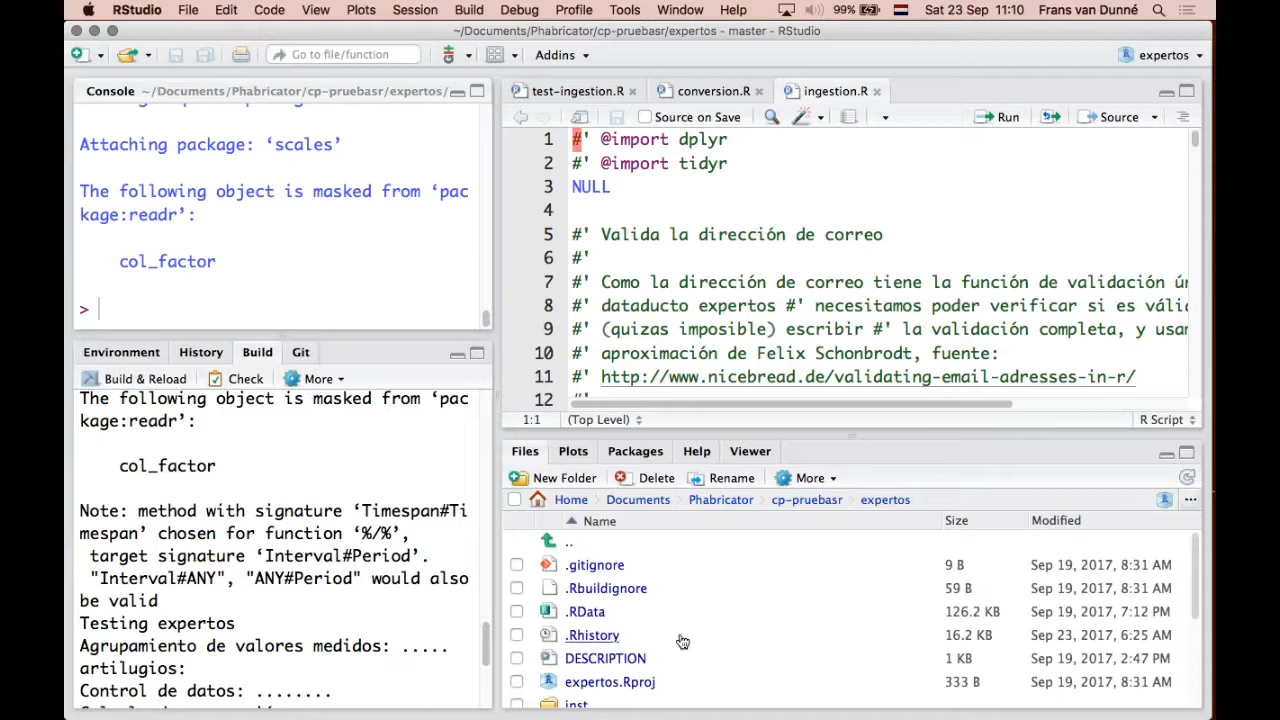 RStudio File Edit Code View Plots Session Build Debug Profile Tools Window Help 99% Sat 23 Sep 11:10 Frans van Dunné
~/Documents/Phabricator/cp-pruebasr/expertos - master - RStudio
Go to file/function Addins expertos
Console ~/Documents/Phabricator/cp-pruebasr/expertos/
Attaching package: ‘scales’
The following object is masked from ‘pac
kage:readr’:
col_factor
>
test-ingestion.R conversion.R ingestion.R
Source on Save Run Source
1 #' @import dplyr
2 #' @import tidyr
3 NULL
4
5 #' Valida la dirección de correo
6 #'
7 #' Como la dirección de correo tiene la función de validación ún
8 #' dataducto expertos #' necesitamos poder verificar si es váli
9 #' (quizas imposible) escribir #' la validación completa, y usar
10 #' aproximación de Felix Schonbrodt, fuente:
11 #' http://www.nicebread.de/validating-email-adresses-in-r/
12 #'
1:1 (Top Level) R Script
Environment History Build Git
Build & Reload Check More
The following object is masked from ‘pac
kage:readr’:
col_factor
Note: method with signature ‘Timespan#Ti
mespan’ chosen for function ‘%/%’,
target signature ‘Interval#Period’.
"Interval#ANY", "ANY#Period" would also
be valid
Testing expertos
Agrupamiento de valores medidos: .....
artilugios:
Control de datos: ........
Files Plots Packages Help Viewer
New Folder Delete Rename More
Home Documents Phabricator cp-pruebasr expertos
Name Size Modified
..
.gitignore 9 B Sep 19, 2017, 8:31 AM
.Rbuildignore 59 B Sep 19, 2017, 8:31 AM
.RData 126.2 KB Sep 19, 2017, 7:12 PM
.Rhistory 16.2 KB Sep 23, 2017, 6:25 AM
DESCRIPTION 1 KB Sep 19, 2017, 2:47 PM
expertos.Rproj 333 B Sep 19, 2017, 8:31 AM
inst